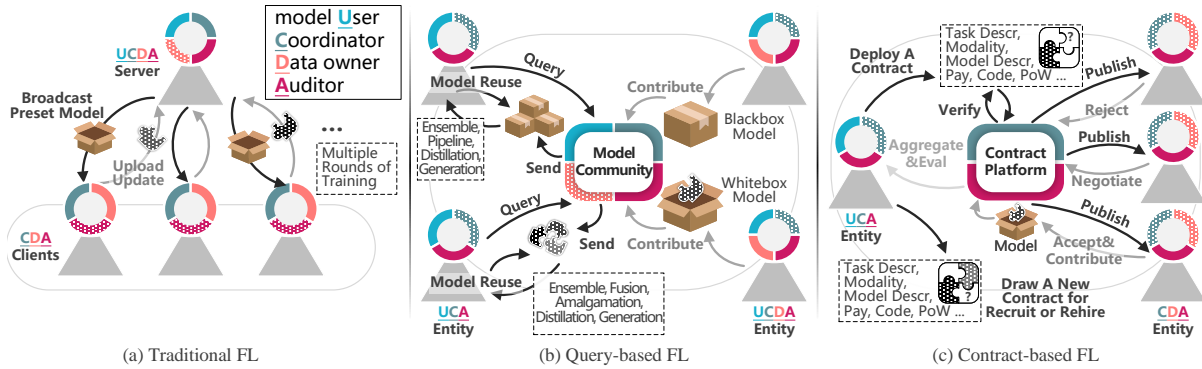 UCDA
Server
model User
Coordinator
Data owner
Auditor
Broadcast
Preset Model
Upload
Update
...
Multiple
Rounds of
Training
CDA
Clients
(a) Traditional FL
Query
Model Reuse
Ensemble,
Pipeline,
Distillation,
Generation
Send
Contribute
Blackbox
Model
Model
Community
Whitebox
Model
Query
Send
Contribute
Model Reuse
Ensemble, Fusion,
Amalgamation,
Distillation, Generation
UCA
Entity
UCDA
Entity
(b) Query-based FL
Task Descr,
Modality,
Model Descr,
Pay, Code, PoW ...
?
Deploy A
Contract
Verify
Publish
Reject
Aggregate
&Eval
Contract
Platform
Publish
Negotiate
UCA
Entity
Publish
Model
Accept&
Contribute
Task Descr,
Modality,
Model Descr,
Pay, Code, PoW ...
?
Draw A New
Contract for
Recruit or Rehire
CDA
Entity
(c) Contract-based FL